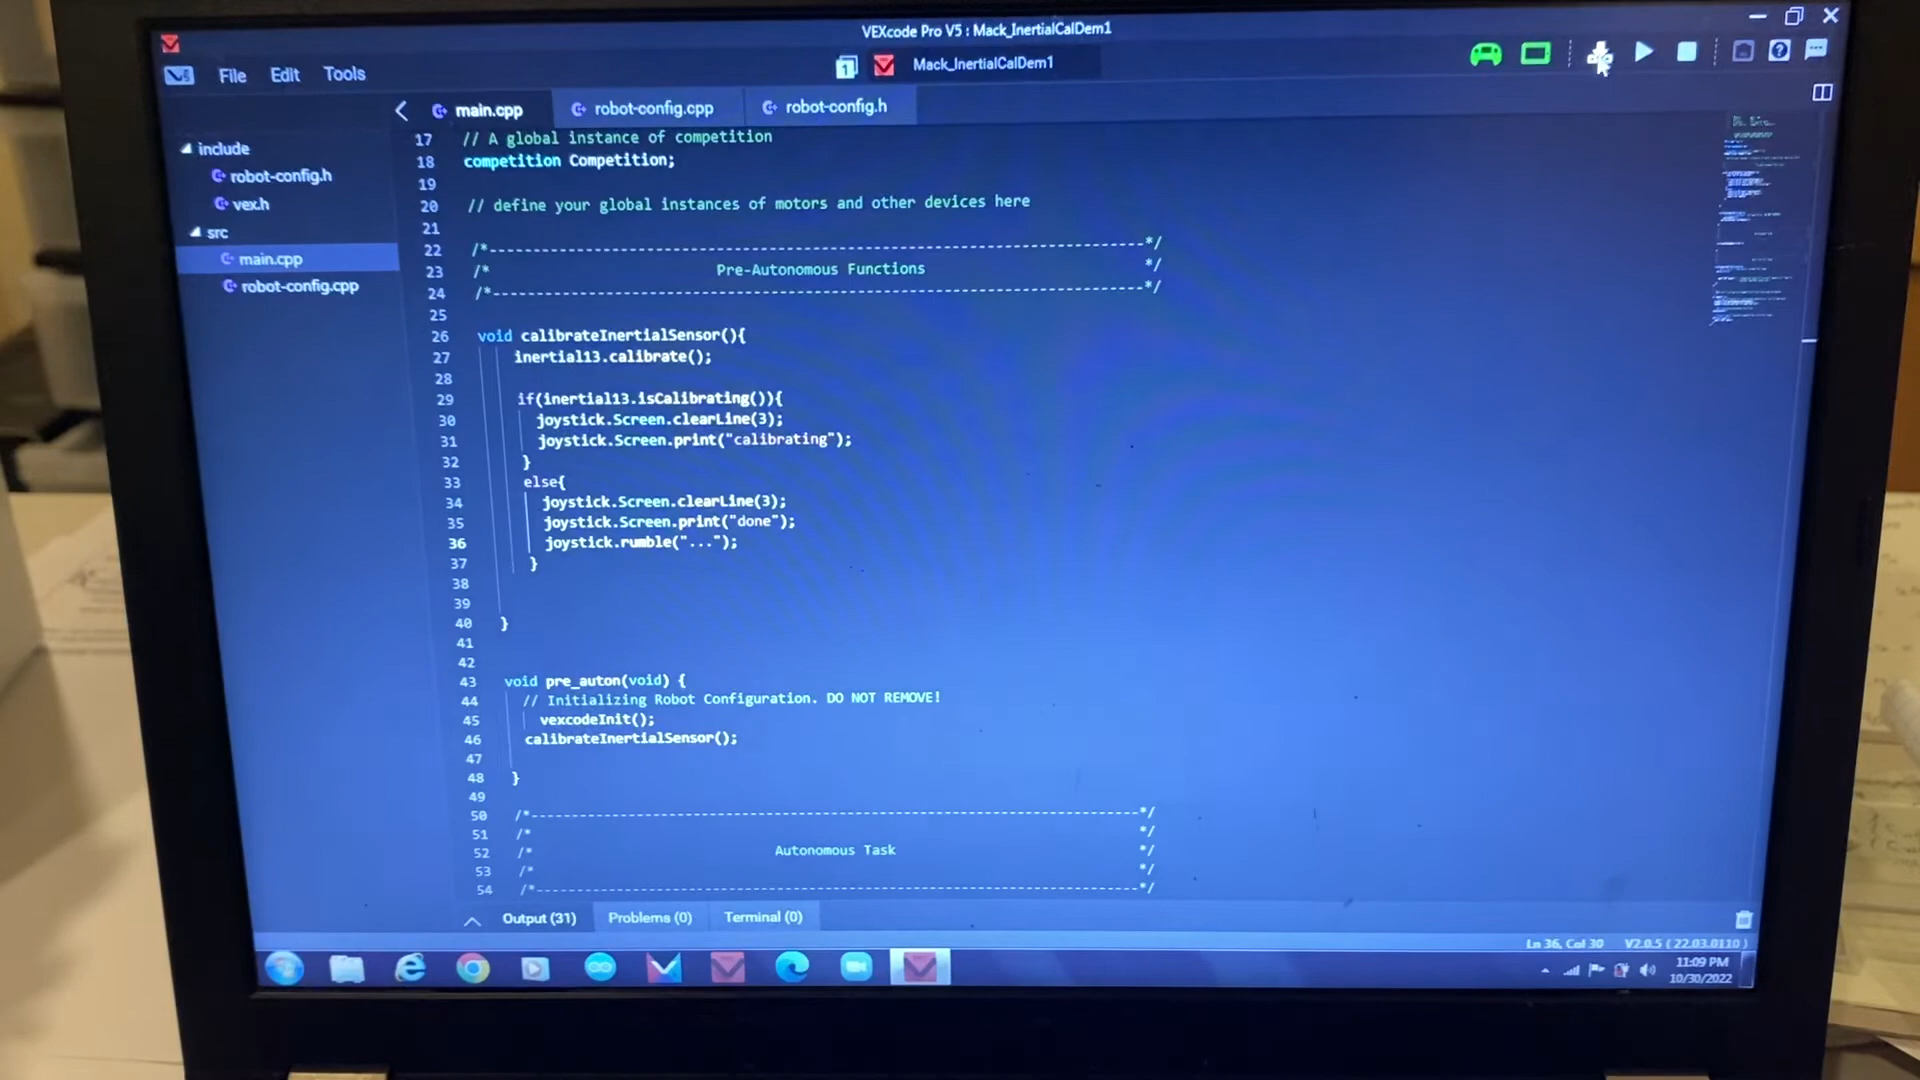 VEXcode Pro V5 : Mack_InertialCalDem1
File Edit Tools
1 Mack_InertialCalDem1
main.cpp robot-config.cpp robot-config.h
include
robot-config.h
vex.h
src
main.cpp
robot-config.cpp
17 // A global instance of competition
18 competition Competition;
19
20 // define your global instances of motors and other devices here
21
22 /*---------------------------------------------------------------------------*/
23 /* Pre-Autonomous Functions */
24 /*---------------------------------------------------------------------------*/
25
26 void calibrateInertialSensor(){
27 inertial13.calibrate();
28
29 if(inertial13.isCalibrating()){
30 joystick.Screen.clearLine(3);
31 joystick.Screen.print("calibrating");
32 }
33 else{
34 joystick.Screen.clearLine(3);
35 joystick.Screen.print("done");
36 joystick.rumble("...");
37 }
38
39
40 }
41
42
43 void pre_auton(void) {
44 // Initializing Robot Configuration. DO NOT REMOVE!
45 vexcodeInit();
46 calibrateInertialSensor();
47
48 }
49
50 /*---------------------------------------------------------------------------*/
51 /* */
52 /* Autonomous Task */
53 /* */
54 /*---------------------------------------------------------------------------*/
Output (31) Problems (0) Terminal (0)
Ln 36, Col 30 V2.0.5 ( 22.03.0110 )
11:09 PM
10/30/2022